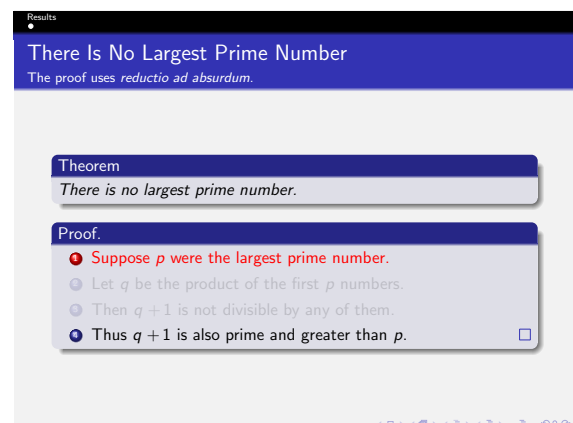 Results
There Is No Largest Prime Number
The proof uses reductio ad absurdum.
Theorem
There is no largest prime number.
Proof.
1 Suppose p were the largest prime number.
2 Let q be the product of the first p numbers.
3 Then q + 1 is not divisible by any of them.
4 Thus q + 1 is also prime and greater than p.